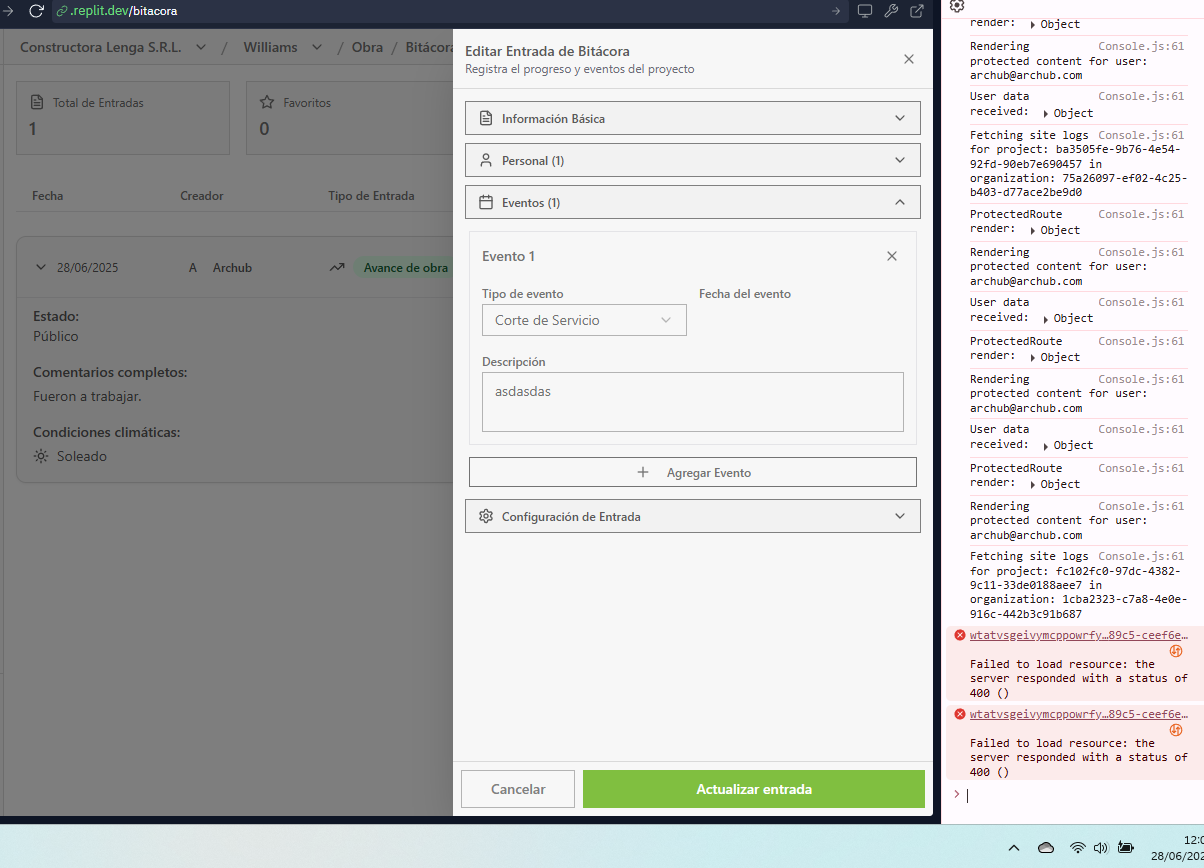 .replit.dev/bitacora
Constructora Lenga S.R.L. / Williams / Obra / Bitácora
Total de Entradas
1
Favoritos
0
Fecha Creador Tipo de Entrada
28/06/2025 A Archub Avance de obra
Estado:
Público
Comentarios completos:
Fueron a trabajar.
Condiciones climáticas:
Soleado
Editar Entrada de Bitácora
Registra el progreso y eventos del proyecto
Información Básica
Personal (1)
Eventos (1)
Evento 1
Tipo de evento
Corte de Servicio
Fecha del evento
Descripción
asdasdas
+ Agregar Evento
Configuración de Entrada
Cancelar
Actualizar entrada
render: Object
Rendering Console.js:61
protected content for user:
archub@archub.com
User data Console.js:61
received: Object
Fetching site logs Console.js:61
for project: ba3505fe-9b76-4e54-
92fd-90eb7e690457 in
organization: 75a26097-ef02-4c25-
b403-d77ace2be9d0
ProtectedRoute Console.js:61
render: Object
Rendering Console.js:61
protected content for user:
archub@archub.com
User data Console.js:61
received: Object
ProtectedRoute Console.js:61
render: Object
Rendering Console.js:61
protected content for user:
archub@archub.com
User data Console.js:61
received: Object
ProtectedRoute Console.js:61
render: Object
Rendering Console.js:61
protected content for user:
archub@archub.com
Fetching site logs Console.js:61
for project: fc102fc0-97dc-4382-
9c11-33de0188aee7 in
organization: 1cba2323-c7a8-4e0e-
916c-442b3c91b687
wtatvsgeivymcppowrfy…89c5-ceef6e…
Failed to load resource: the
server responded with a status of
400 ()
wtatvsgeivymcppowrfy…89c5-ceef6e…
Failed to load resource: the
server responded with a status of
400 ()
12:0
28/06/202